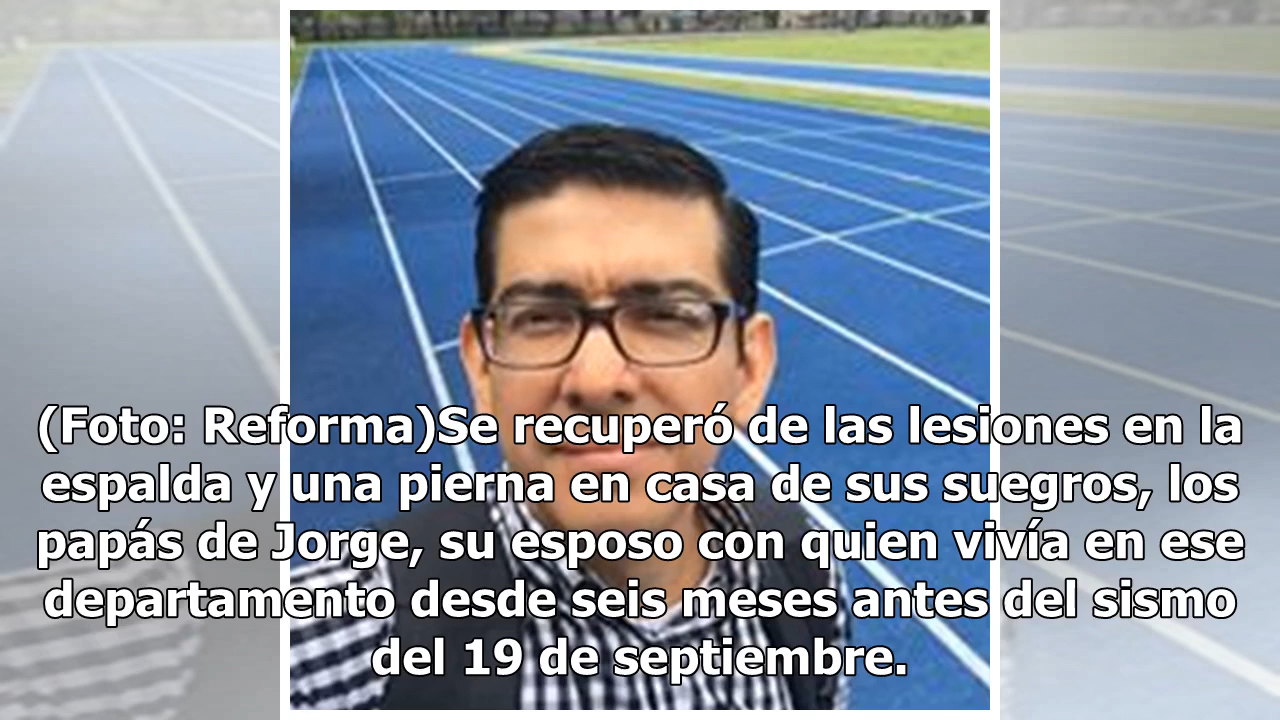 (Foto: Reforma)Se recuperó de las lesiones en la
espalda y una pierna en casa de sus suegros, los
papás de Jorge, su esposo con quien vivía en ese
departamento desde seis meses antes del sismo
del 19 de septiembre.